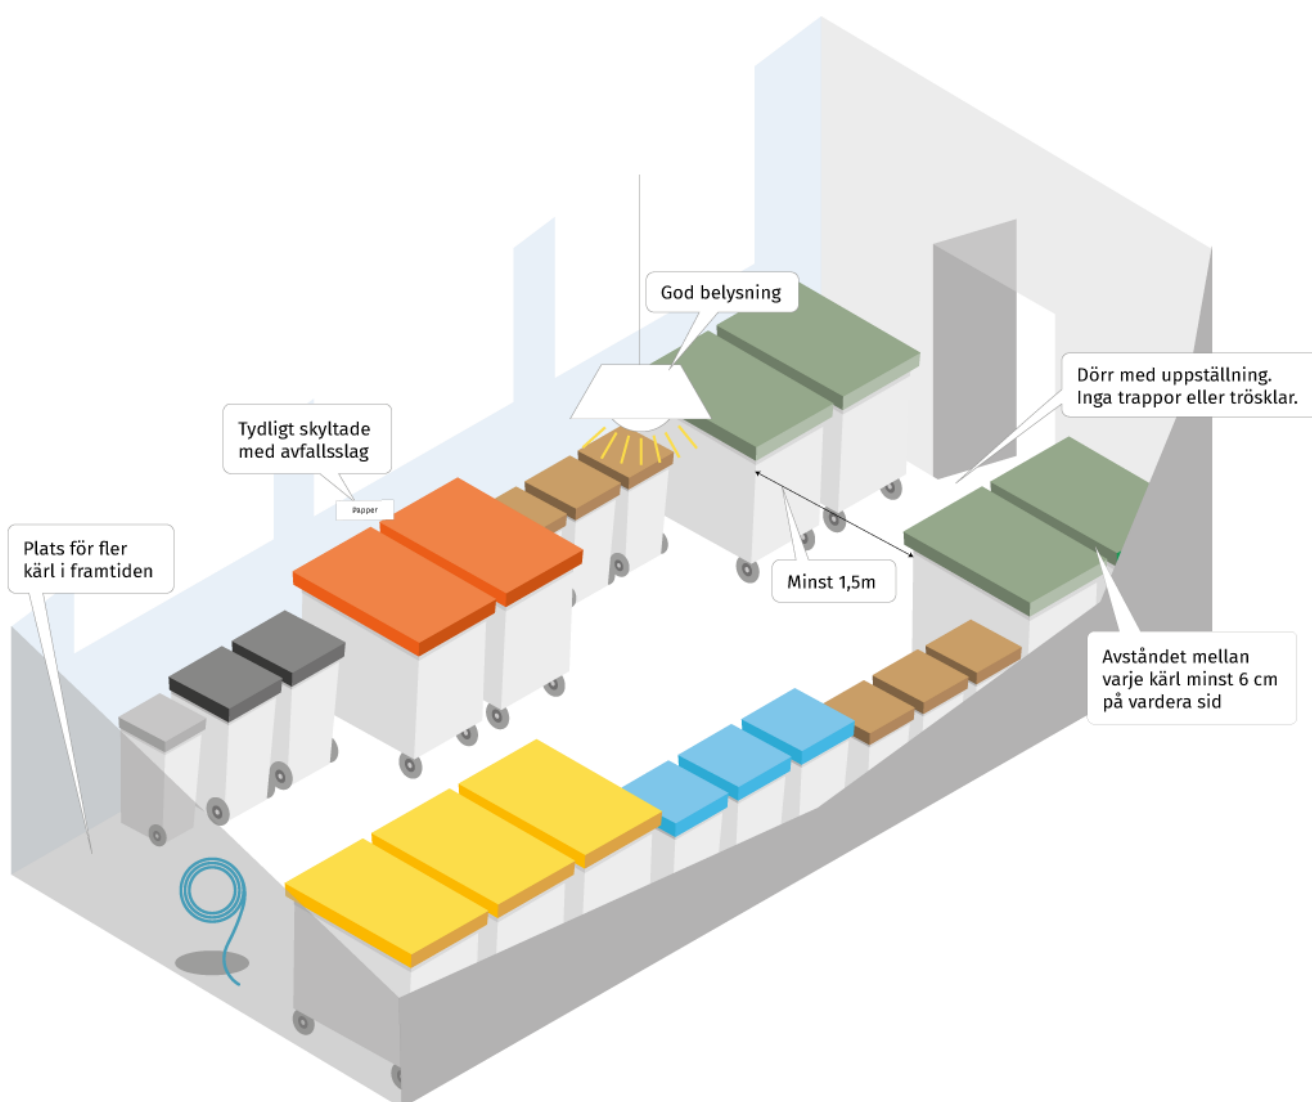 God belysning
Dörr med uppställning.
Inga trappor eller trösklar.
Tydligt skyltade
med avfallsslag
Papper
Plats för fler
kärl i framtiden
Minst 1,5m
Avståndet mellan
varje kärl minst 6 cm
på vardera sid